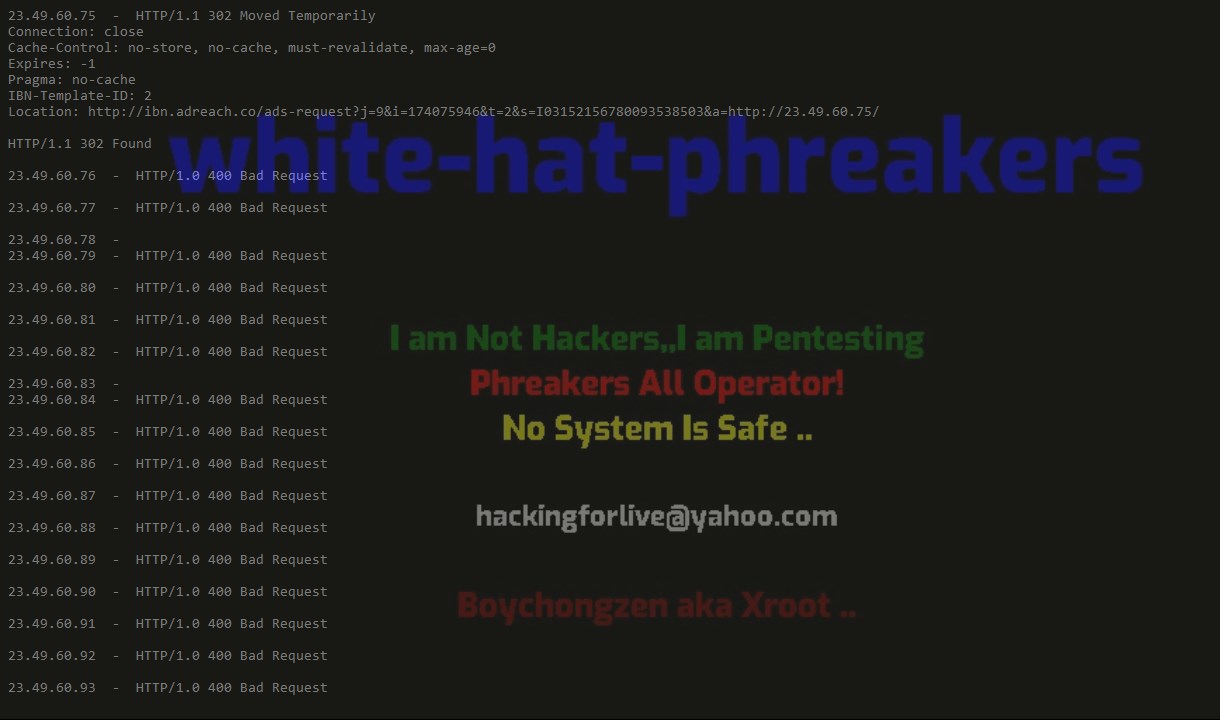 23.49.60.75  -  HTTP/1.1 302 Moved Temporarily
Connection: close
Cache-Control: no-store, no-cache, must-revalidate, max-age=0
Expires: -1
Pragma: no-cache
IBN-Template-ID: 2
Location: http://ibn.adreach.co/ads-request?j=9&i=174075946&t=2&s=I03152156780093538503&a=http://23.49.60.75/
HTTP/1.1 302 Found
white-hat-phreakers
23.49.60.76  -  HTTP/1.0 400 Bad Request
23.49.60.77  -  HTTP/1.0 400 Bad Request
23.49.60.78  -
23.49.60.79  -  HTTP/1.0 400 Bad Request
23.49.60.80  -  HTTP/1.0 400 Bad Request
23.49.60.81  -  HTTP/1.0 400 Bad Request
I am Not Hackers,,I am Pentesting
23.49.60.82  -  HTTP/1.0 400 Bad Request
23.49.60.83  -
Phreakers All Operator!
23.49.60.84  -  HTTP/1.0 400 Bad Request
23.49.60.85  -  HTTP/1.0 400 Bad Request
No System Is Safe ..
23.49.60.86  -  HTTP/1.0 400 Bad Request
23.49.60.87  -  HTTP/1.0 400 Bad Request
hackingforlive@yahoo.com
23.49.60.88  -  HTTP/1.0 400 Bad Request
23.49.60.89  -  HTTP/1.0 400 Bad Request
23.49.60.90  -  HTTP/1.0 400 Bad Request
Boychongzen aka Xroot ..
23.49.60.91  -  HTTP/1.0 400 Bad Request
23.49.60.92  -  HTTP/1.0 400 Bad Request
23.49.60.93  -  HTTP/1.0 400 Bad Request